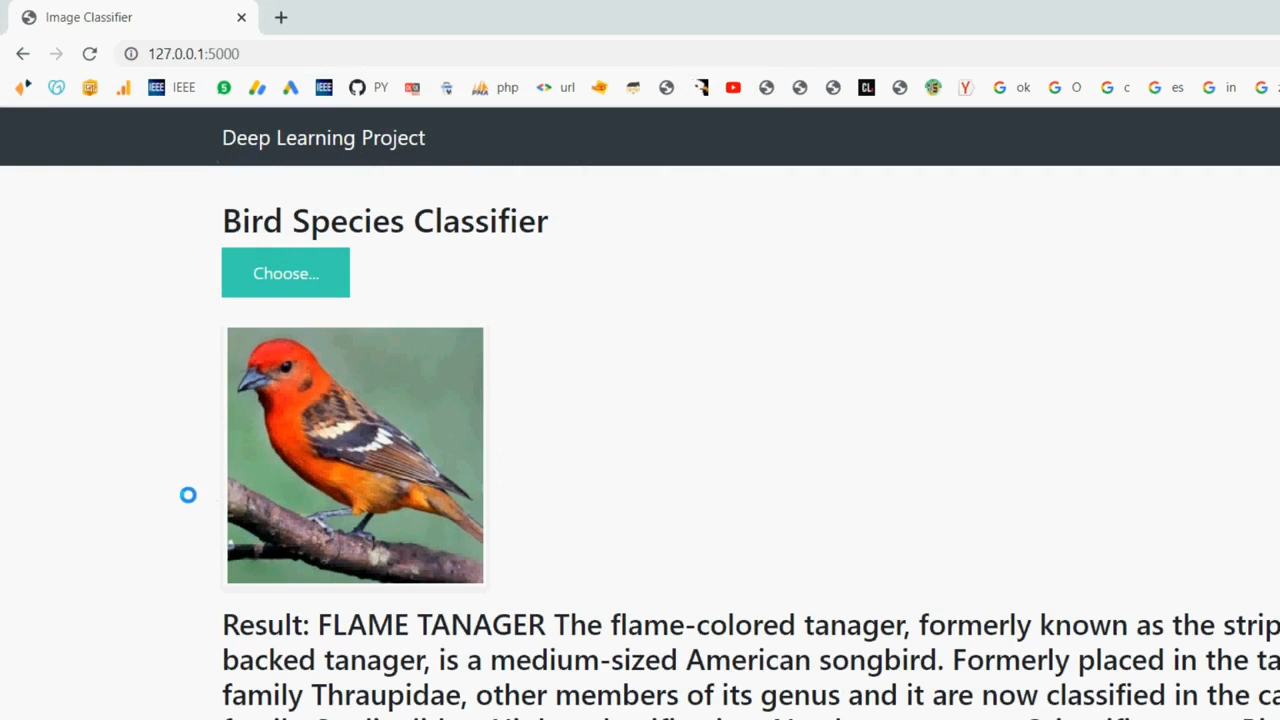 Image Classifier
127.0.0.1:5000
IEEE PY php url ok O c es in
Deep Learning Project
Bird Species Classifier
Choose...
Result: FLAME TANAGER The flame-colored tanager, formerly known as the strip
backed tanager, is a medium-sized American songbird. Formerly placed in the ta
family Thraupidae, other members of its genus and it are now classified in the ca